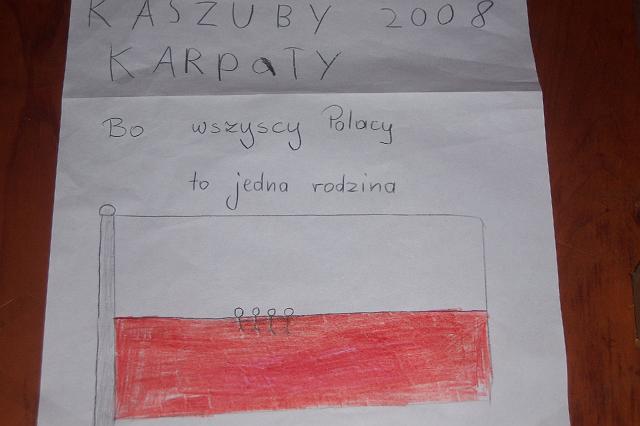 KASZUBY 2008
KARPaTY
Bo wszyscy Polacy
to jedna rodzina